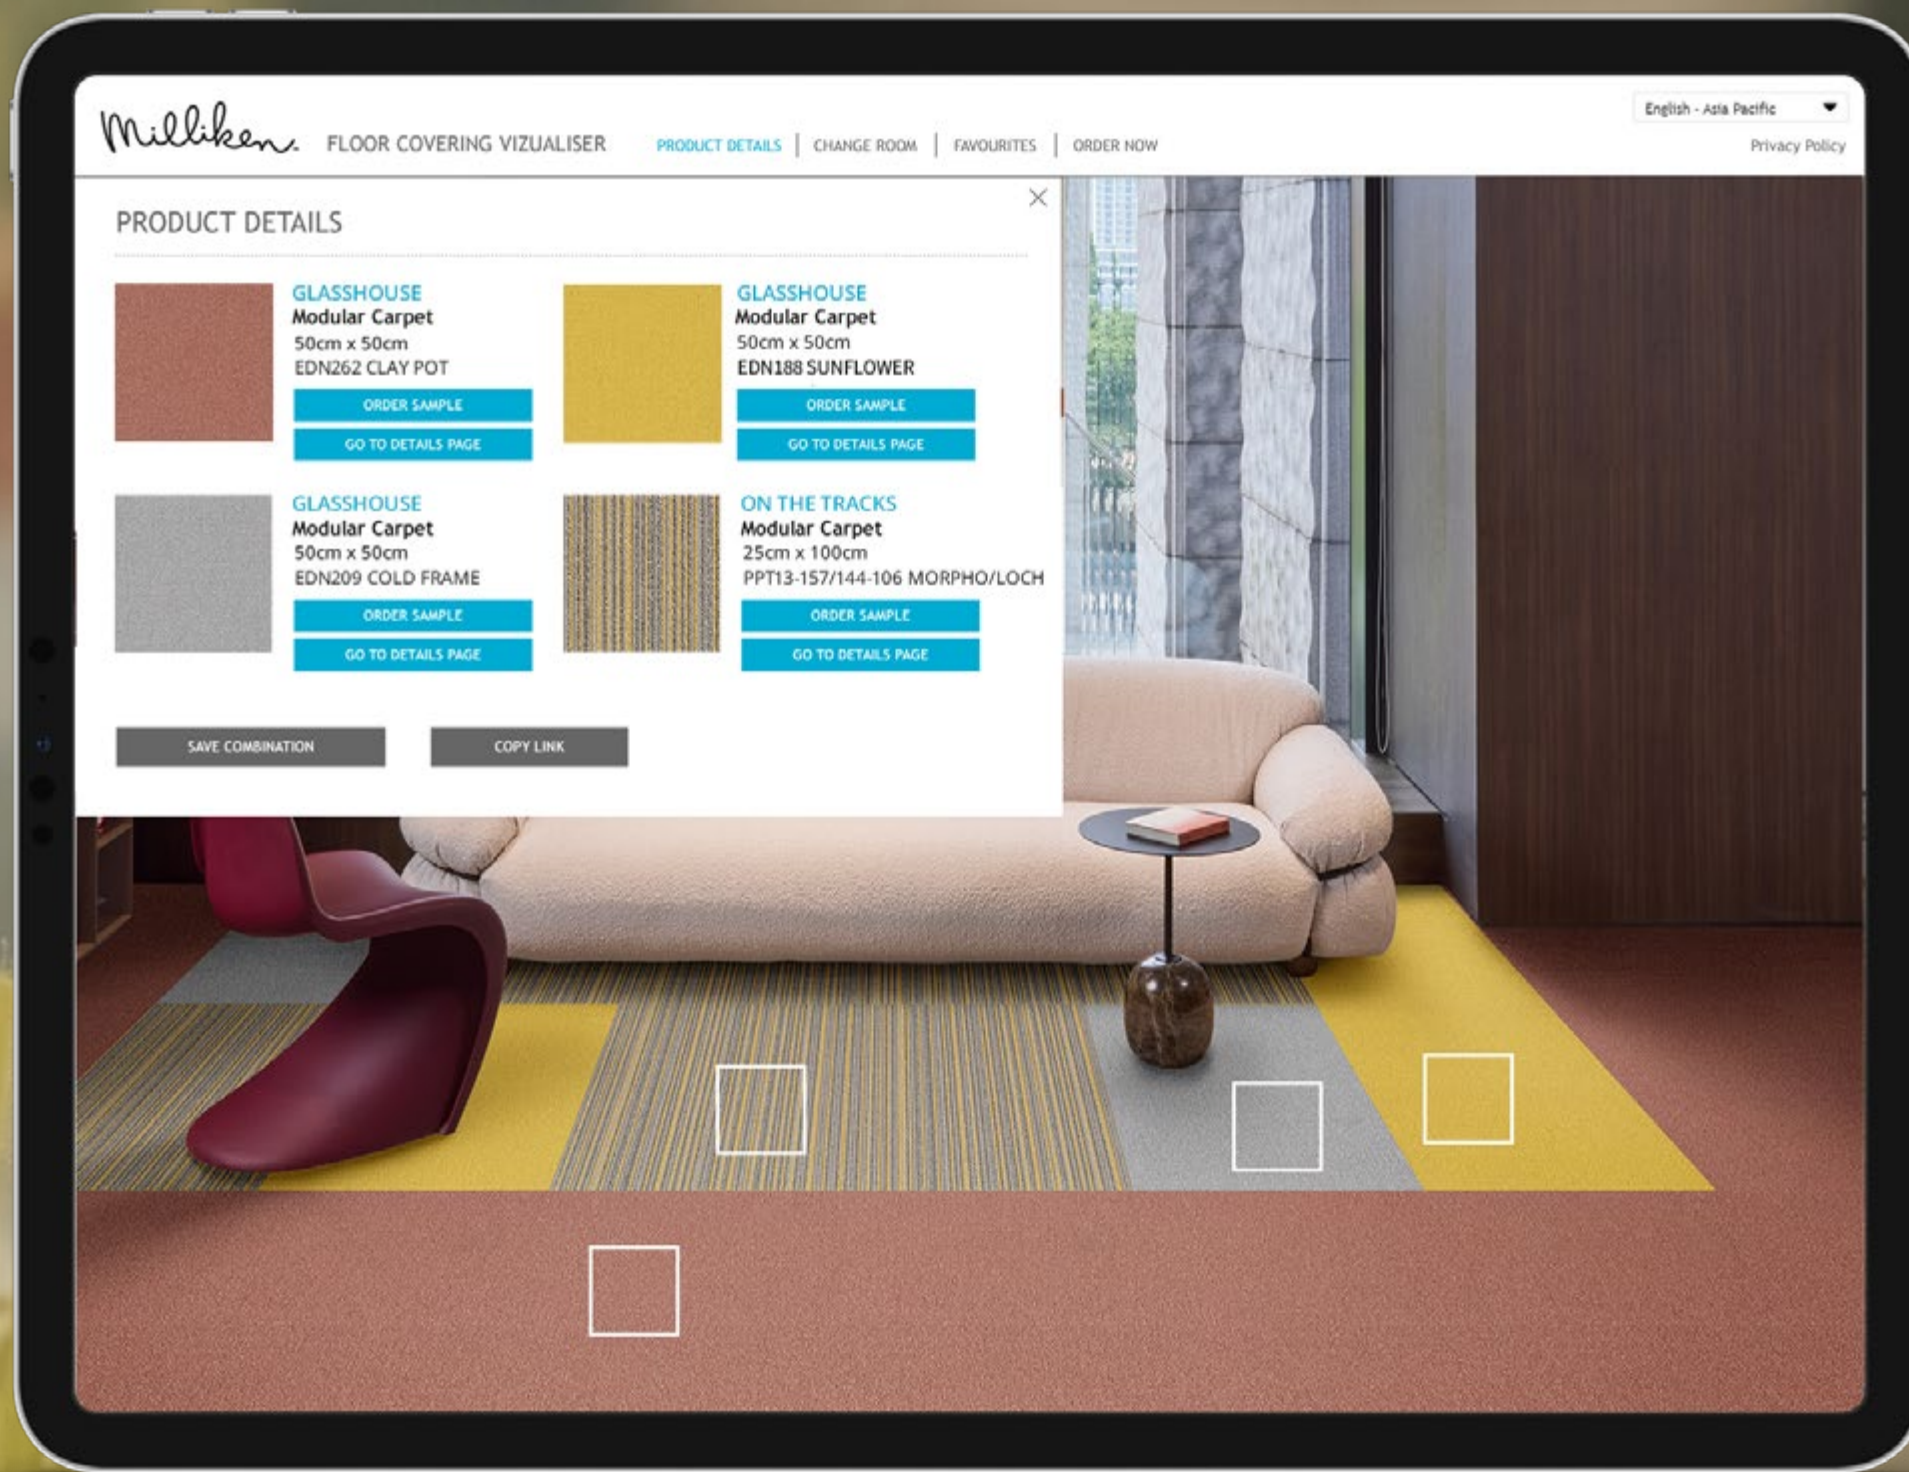 Milliken.
FLOOR COVERING VIZUALISER
PRODUCT DETAILS
CHANGE ROOM
FAVOURITES
ORDER NOW
English - Asia Pacific
Privacy Policy
PRODUCT DETAILS
GLASSHOUSE
Modular Carpet
50cm x 50cm
EDN262 CLAY POT
ORDER SAMPLE
GO TO DETAILS PAGE
GLASSHOUSE
Modular Carpet
50cm x 50cm
EDN188 SUNFLOWER
ORDER SAMPLE
GO TO DETAILS PAGE
GLASSHOUSE
Modular Carpet
50cm x 50cm
EDN209 COLD FRAME
ORDER SAMPLE
GO TO DETAILS PAGE
ON THE TRACKS
Modular Carpet
25cm x 100cm
PPT13-157/144-106 MORPHO/LOCH
ORDER SAMPLE
GO TO DETAILS PAGE
SAVE COMBINATION
COPY LINK